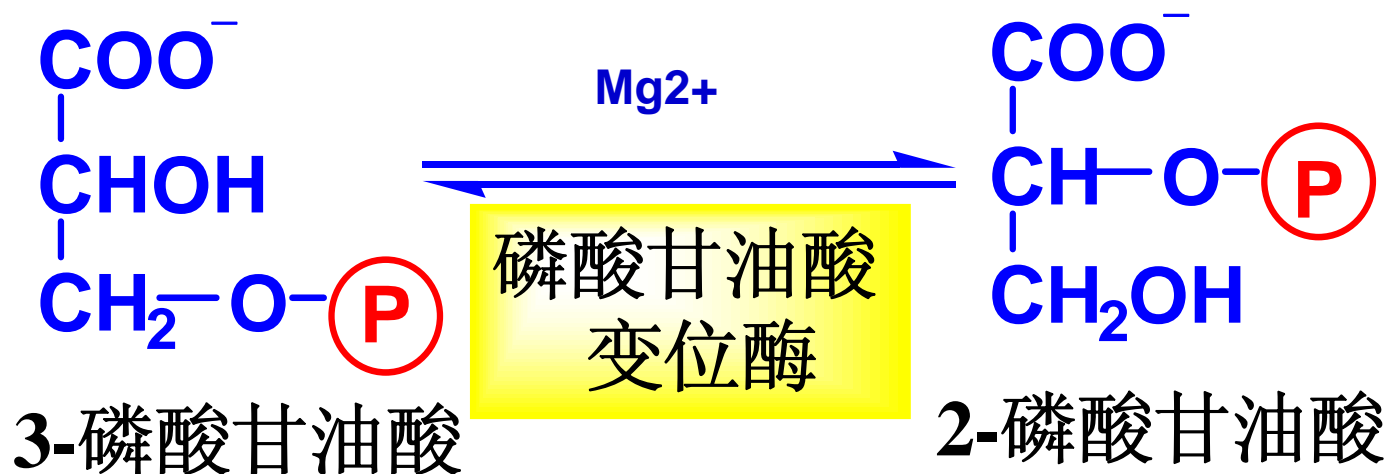 COO⁻
CHOH
CH₂—O—P
3-磷酸甘油酸
Mg2+
磷酸甘油酸
变位酶
COO⁻
CH—O—P
CH₂OH
2-磷酸甘油酸